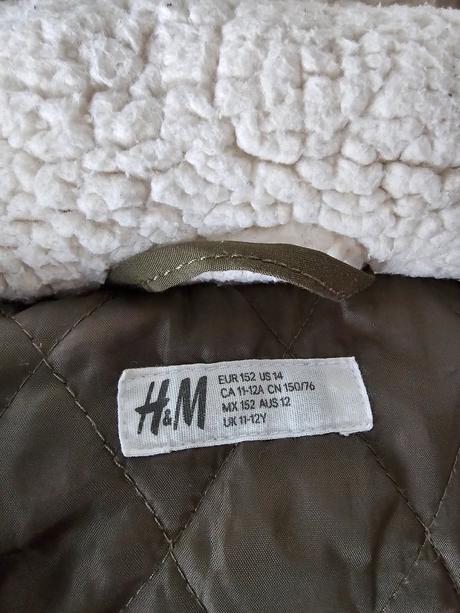 H&M
EUR 152 US 14
CA 11-12A CN 150/76
MX 152 AUS 12
UK 11-12Y